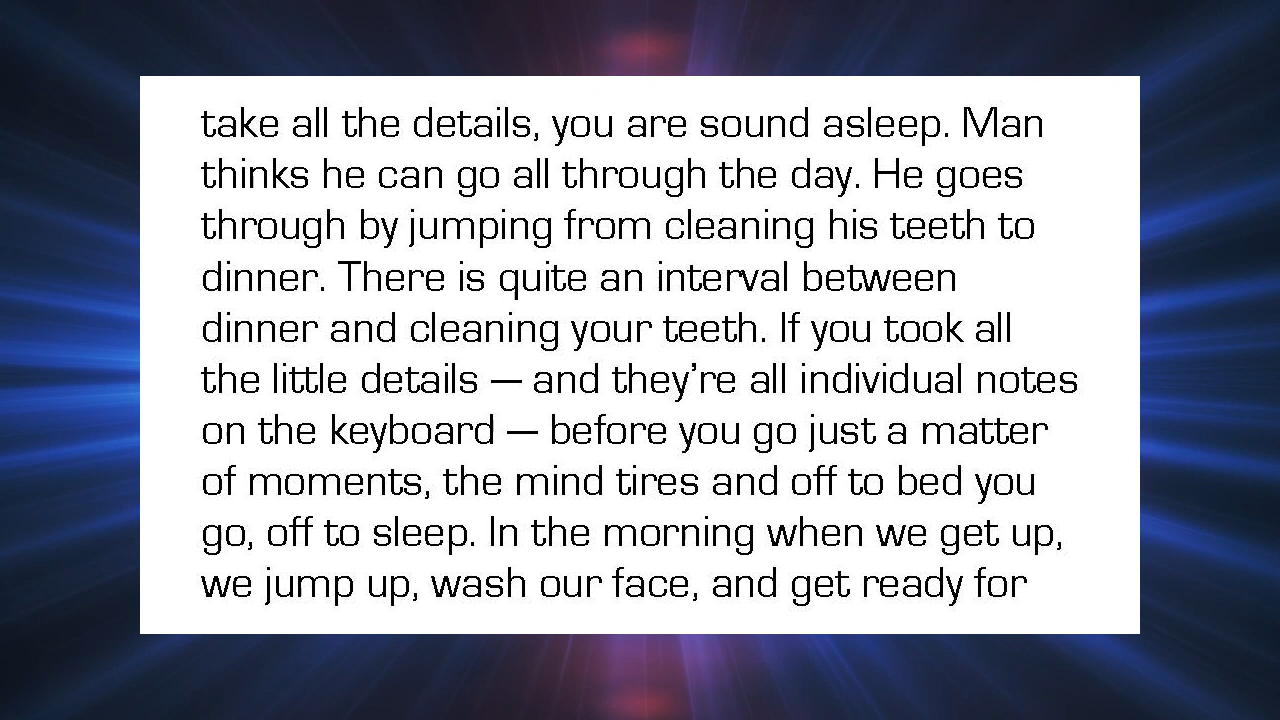 take all the details, you are sound asleep. Man
thinks he can go all through the day. He goes
through by jumping from cleaning his teeth to
dinner. There is quite an interval between
dinner and cleaning your teeth. If you took all
the little details — and they’re all individual notes
on the keyboard — before you go just a matter
of moments, the mind tires and off to bed you
go, off to sleep. In the morning when we get up,
we jump up, wash our face, and get ready for